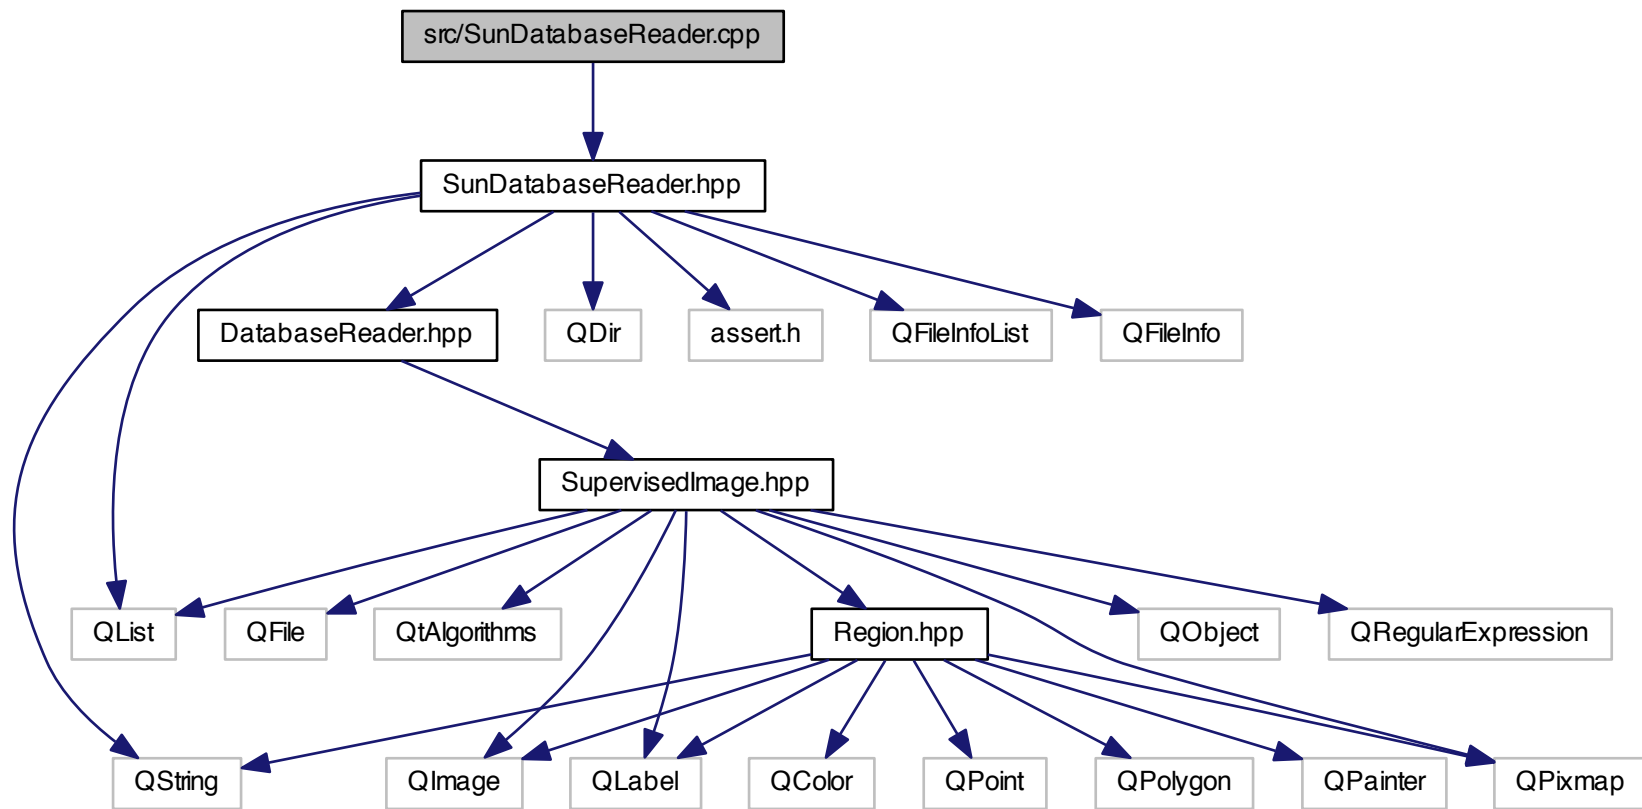 src/SunDatabaseReader.cpp
SunDatabaseReader.hpp
DatabaseReader.hpp
QDir
assert.h
QFileInfoList
QFileInfo
SupervisedImage.hpp
QList
QFile
QtAlgorithms
Region.hpp
QObject
QRegularExpression
QString
QImage
QLabel
QColor
QPoint
QPolygon
QPainter
QPixmap